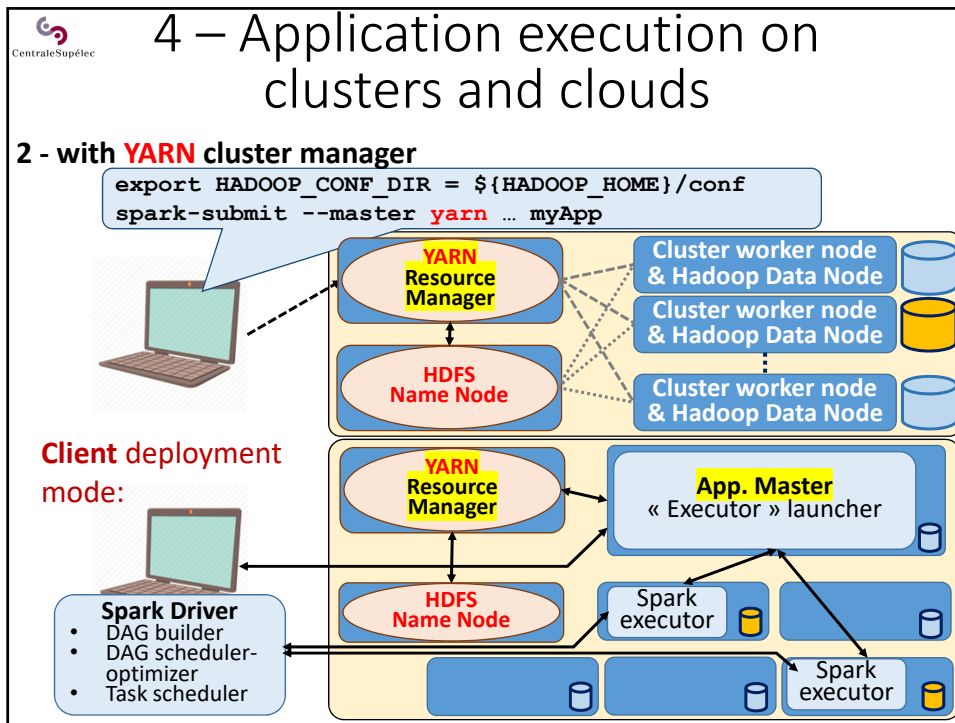 CentraleSupélec
4 – Application execution on
clusters and clouds
2 - with YARN cluster manager
export HADOOP_CONF_DIR = ${HADOOP_HOME}/conf
spark-submit --master yarn … myApp
YARN
Resource
Manager
HDFS
Name Node
Cluster worker node
& Hadoop Data Node
Cluster worker node
& Hadoop Data Node
Cluster worker node
& Hadoop Data Node
Client deployment
mode:
YARN
Resource
Manager
App. Master
« Executor » launcher
HDFS
Name Node
Spark
executor
Spark Driver
• DAG builder
• DAG scheduler-
optimizer
• Task scheduler
Spark
executor